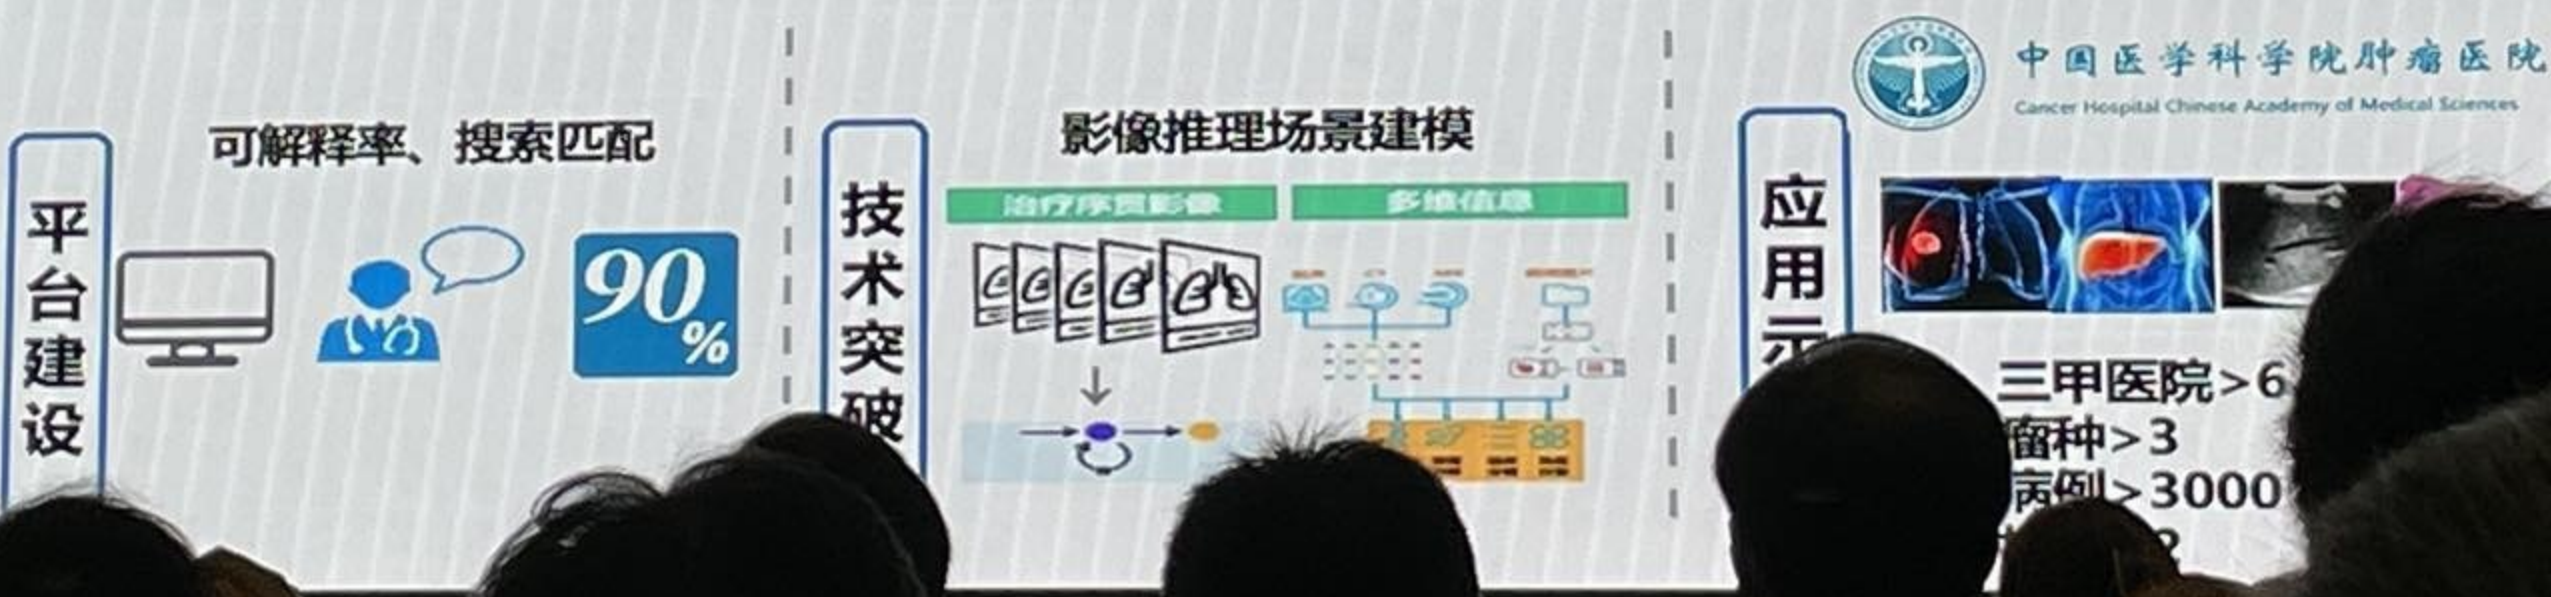 平台建设
可解释率、搜索匹配
90%
技术突破
影像推理场景建模
治疗序贯影像
多维信息
应用示
中国医学科学院肿瘤医院
Cancer Hospital Chinese Academy of Medical Sciences
三甲医院>6
瘤种>3
病例>3000